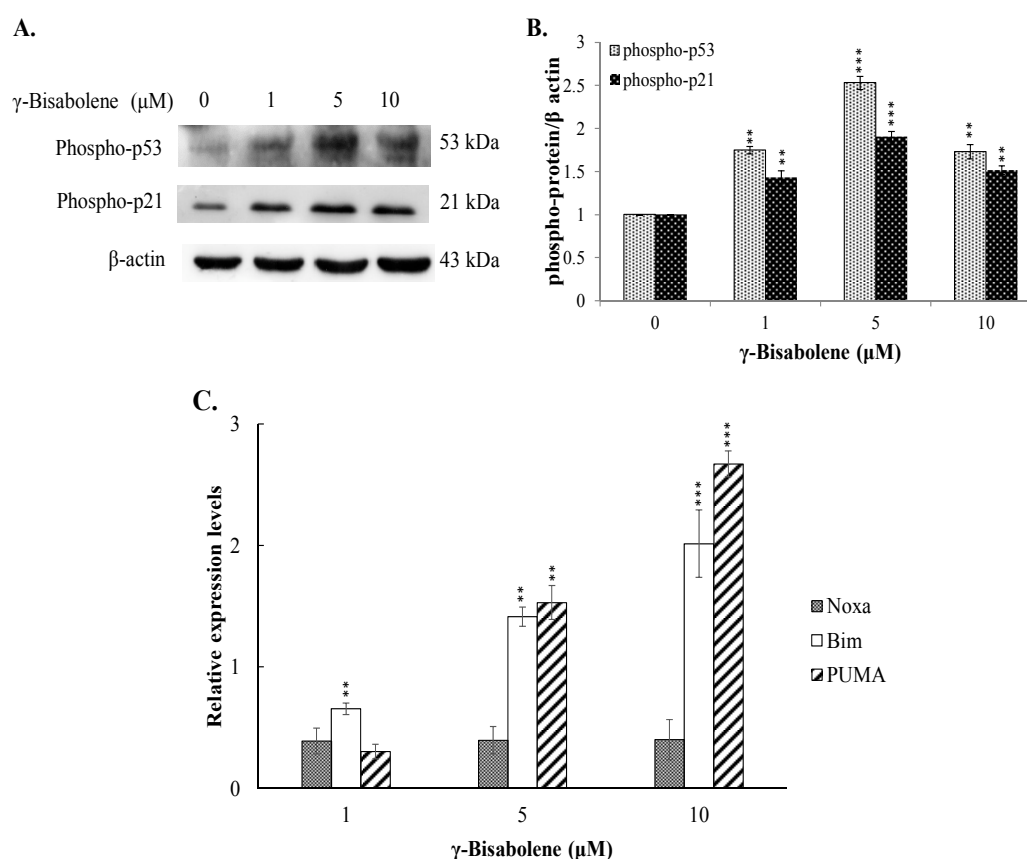 A.
γ-Bisabolene (μM) 0 1 5 10
Phospho-p53 53 kDa
Phospho-p21 21 kDa
β-actin 43 kDa
B.
phospho-protein/β actin
3
2.5
2
1.5
1
0.5
0
phospho-p53
phospho-p21
** ** *** *** ** **
0 1 5 10
γ-Bisabolene (μM)
C.
Relative expression levels
3
2
1
0
** ** ** *** ***
Noxa
Bim
PUMA
1 5 10
γ-Bisabolene (μM)